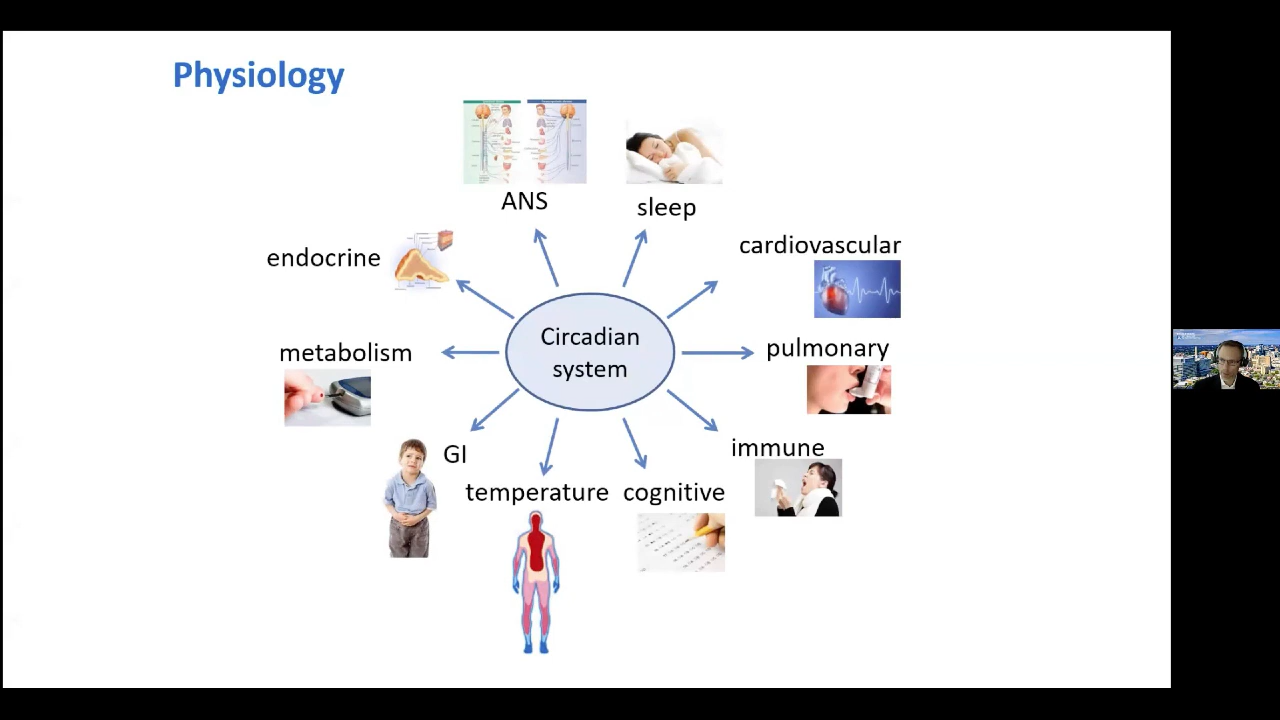 Physiology
ANS
sleep
endocrine
cardiovascular
Circadian
system
metabolism
pulmonary
GI
immune
temperature
cognitive